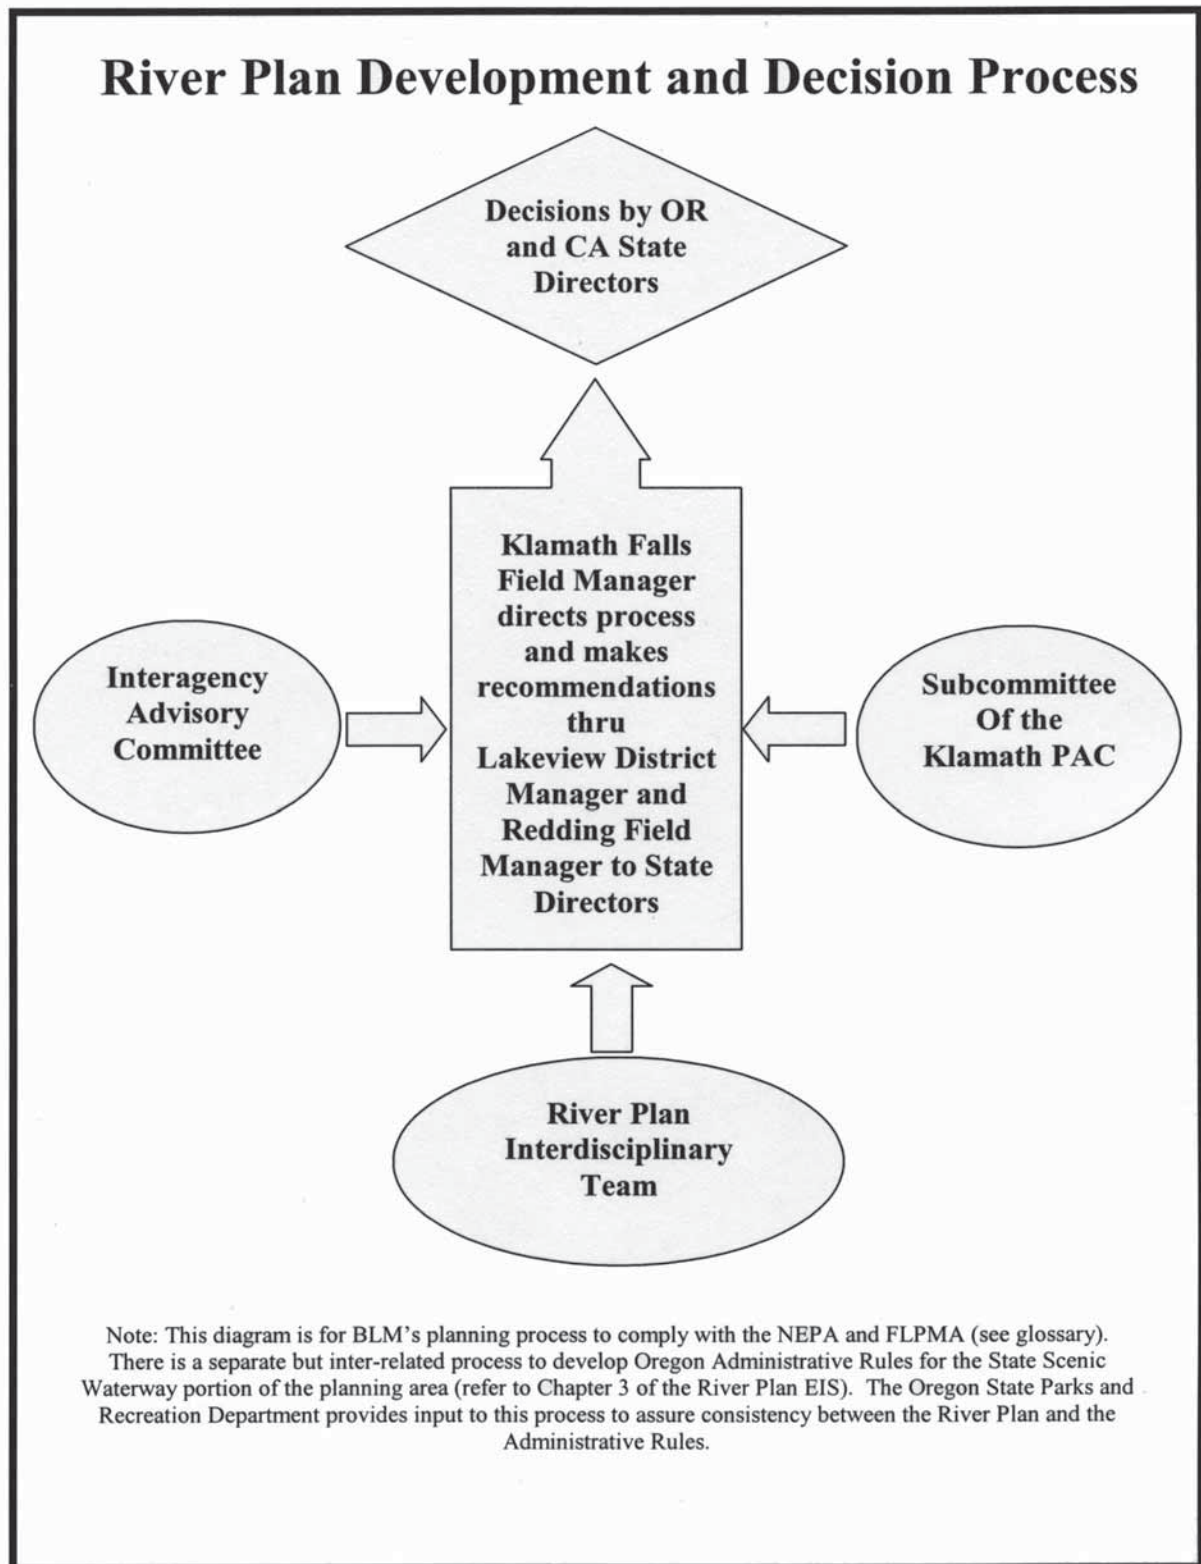 River Plan Development and Decision Process
Decisions by OR
and CA State
Directors
Klamath Falls
Field Manager
directs process
and makes
recommendations
thru
Lakeview District
Manager and
Redding Field
Manager to State
Directors
Interagency
Advisory
Committee
Subcommittee
Of the
Klamath PAC
River Plan
Interdisciplinary
Team
Note: This diagram is for BLM's planning process to comply with the NEPA and FLPMA (see glossary).
There is a separate but inter-related process to develop Oregon Administrative Rules for the State Scenic
Waterway portion of the planning area (refer to Chapter 3 of the River Plan EIS). The Oregon State Parks and
Recreation Department provides input to this process to assure consistency between the River Plan and the
Administrative Rules.